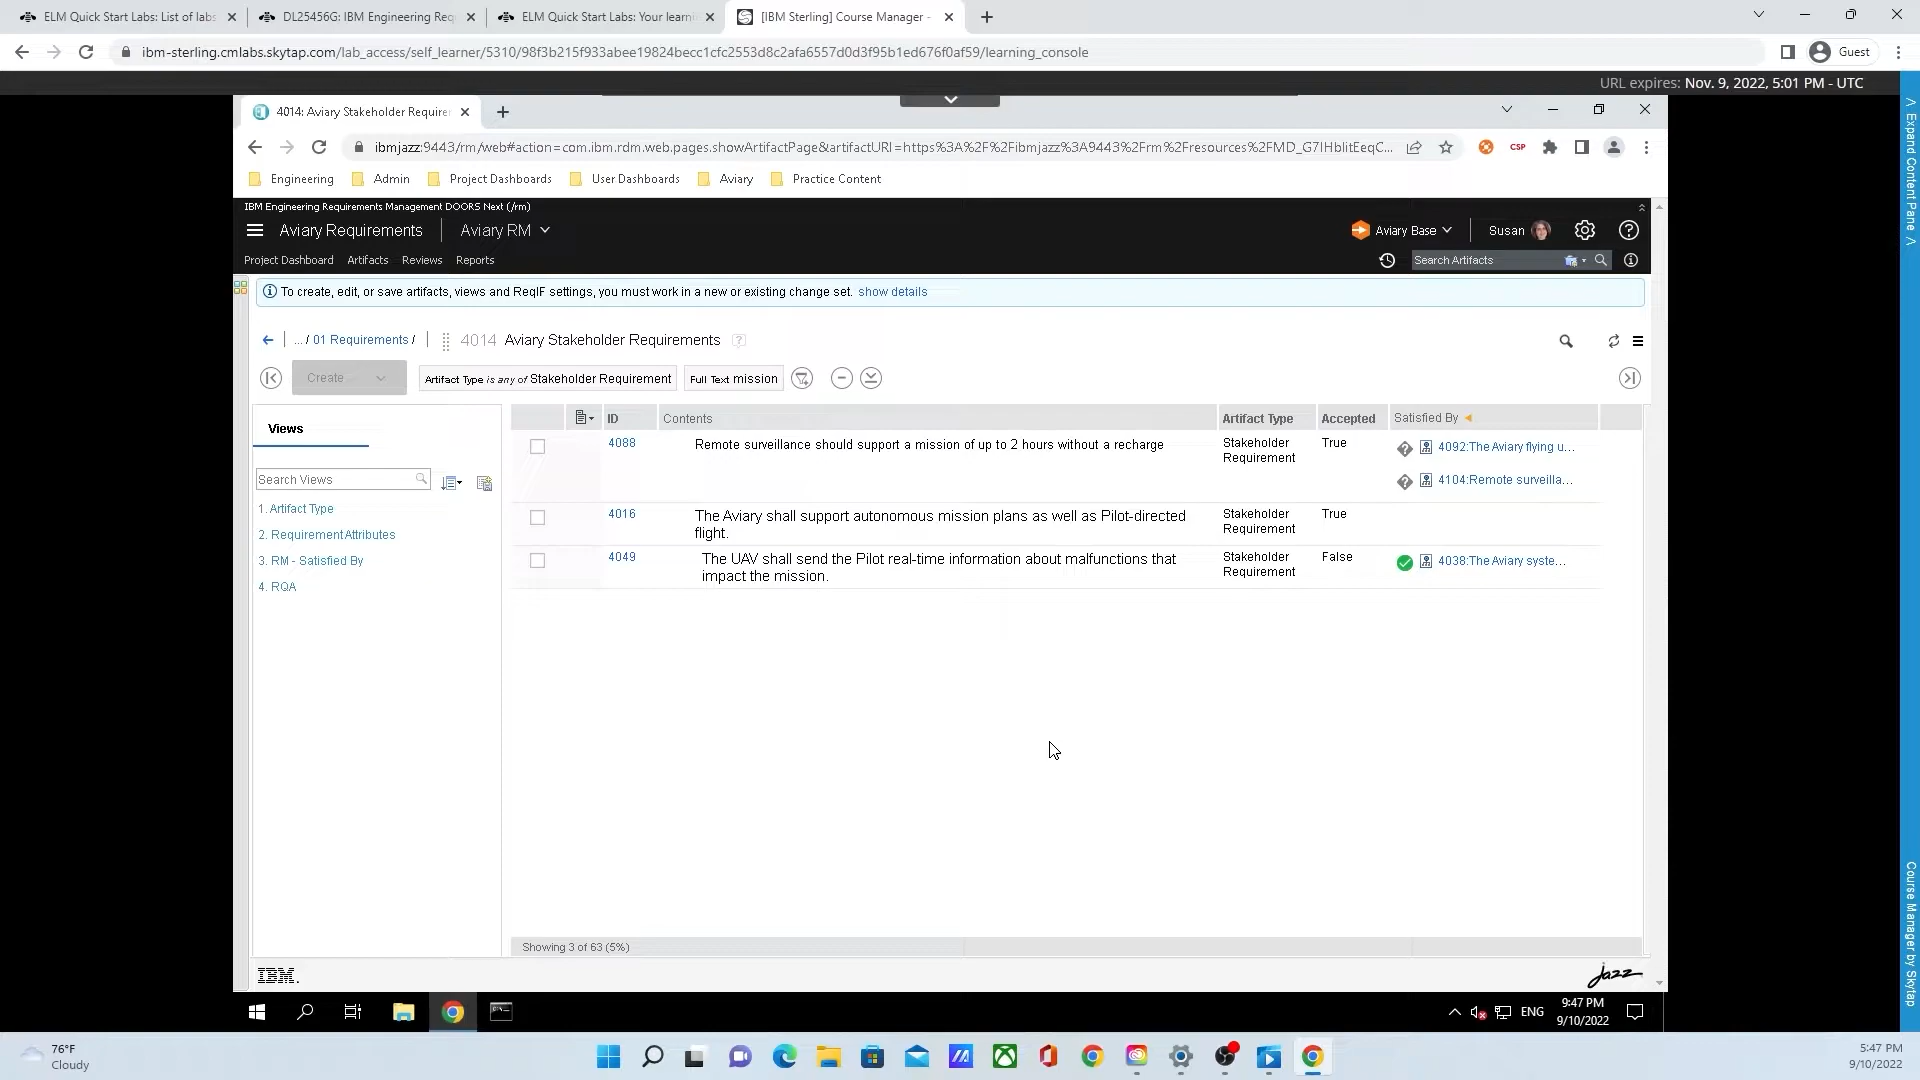 ELM Quick Start Labs: List of labs
DL25456G: IBM Engineering Req
ELM Quick Start Labs: Your learni
[IBM Sterling] Course Manager -
ibm-sterling.cmlabs.skytap.com/lab_access/self_learner/5310/98f3b215f933abee19824becc1cfc2553d8c2afa6557d0d3f95b1ed676f0af59/learning_console
Guest
URL expires: Nov. 9, 2022, 5:01 PM - UTC
4014: Aviary Stakeholder Requirer
ibmjazz:9443/rm/web#action=com.ibm.rdm.web.pages.showArtifactPage&artifactURI=https%3A%2F%2Fibmjazz%3A9443%2Frm%2Fresources%2FMD_G7IHblitEeqC...
CSP
Engineering
Admin
Project Dashboards
User Dashboards
Aviary
Practice Content
IBM Engineering Requirements Management DOORS Next (/rm)
Aviary Requirements
Aviary RM
Aviary Base
Susan
Project Dashboard
Artifacts
Reviews
Reports
Search Artifacts
To create, edit, or save artifacts, views and ReqIF settings, you must work in a new or existing change set. show details
... / 01 Requirements /
4014 Aviary Stakeholder Requirements
Create
Artifact Type is any of Stakeholder Requirement
Full Text mission
Views
Search Views
1. Artifact Type
2. Requirement Attributes
3. RM - Satisfied By
4. RQA
ID
Contents
Artifact Type
Accepted
Satisfied By
4088
Remote surveillance should support a mission of up to 2 hours without a recharge
Stakeholder
Requirement
True
4092:The Aviary flying u...
4104:Remote surveilla...
4016
The Aviary shall support autonomous mission plans as well as Pilot-directed
flight.
Stakeholder
Requirement
True
4049
The UAV shall send the Pilot real-time information about malfunctions that
impact the mission.
Stakeholder
Requirement
False
4038:The Aviary syste...
Showing 3 of 63 (5%)
IBM.
jazz
ENG
9:47 PM
9/10/2022
76°F
Cloudy
5:47 PM
9/10/2022
< Expand Content Pane <
Course Manager by Skytap